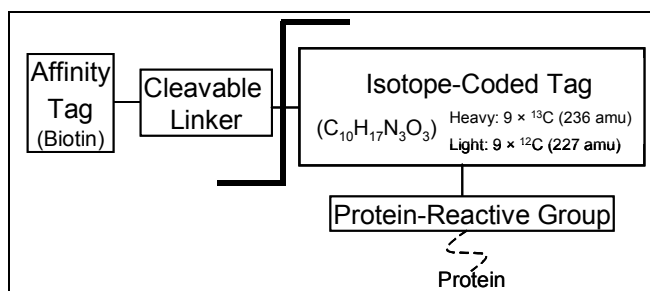 Affinity
Tag
(Biotin)
Cleavable
Linker
Isotope-Coded Tag
(C₁₀H₁₇N₃O₃)
Heavy: 9 × ¹³C (236 amu)
Light: 9 × ¹²C (227 amu)
Protein-Reactive Group
Protein